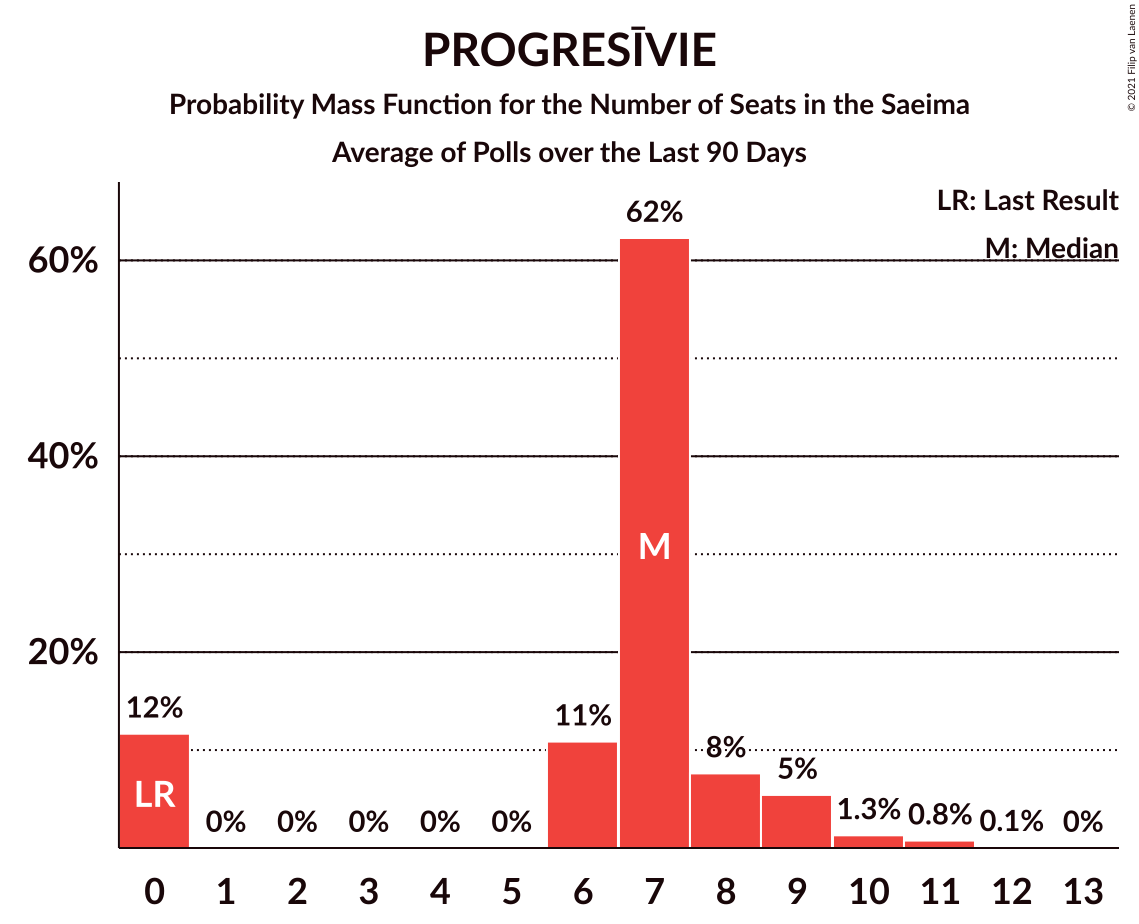 PROGRESĪVIE
Probability Mass Function for the Number of Seats in the Saeima
Average of Polls over the Last 90 Days
© 2021 Filip van Laenen
LR: Last Result
M: Median
60%
40%
20%
12%
0%
0%
0%
0%
0%
11%
62%
8%
5%
1.3%
0.8%
0.1%
0%
LR
M
0 1 2 3 4 5 6 7 8 9 10 11 12 13